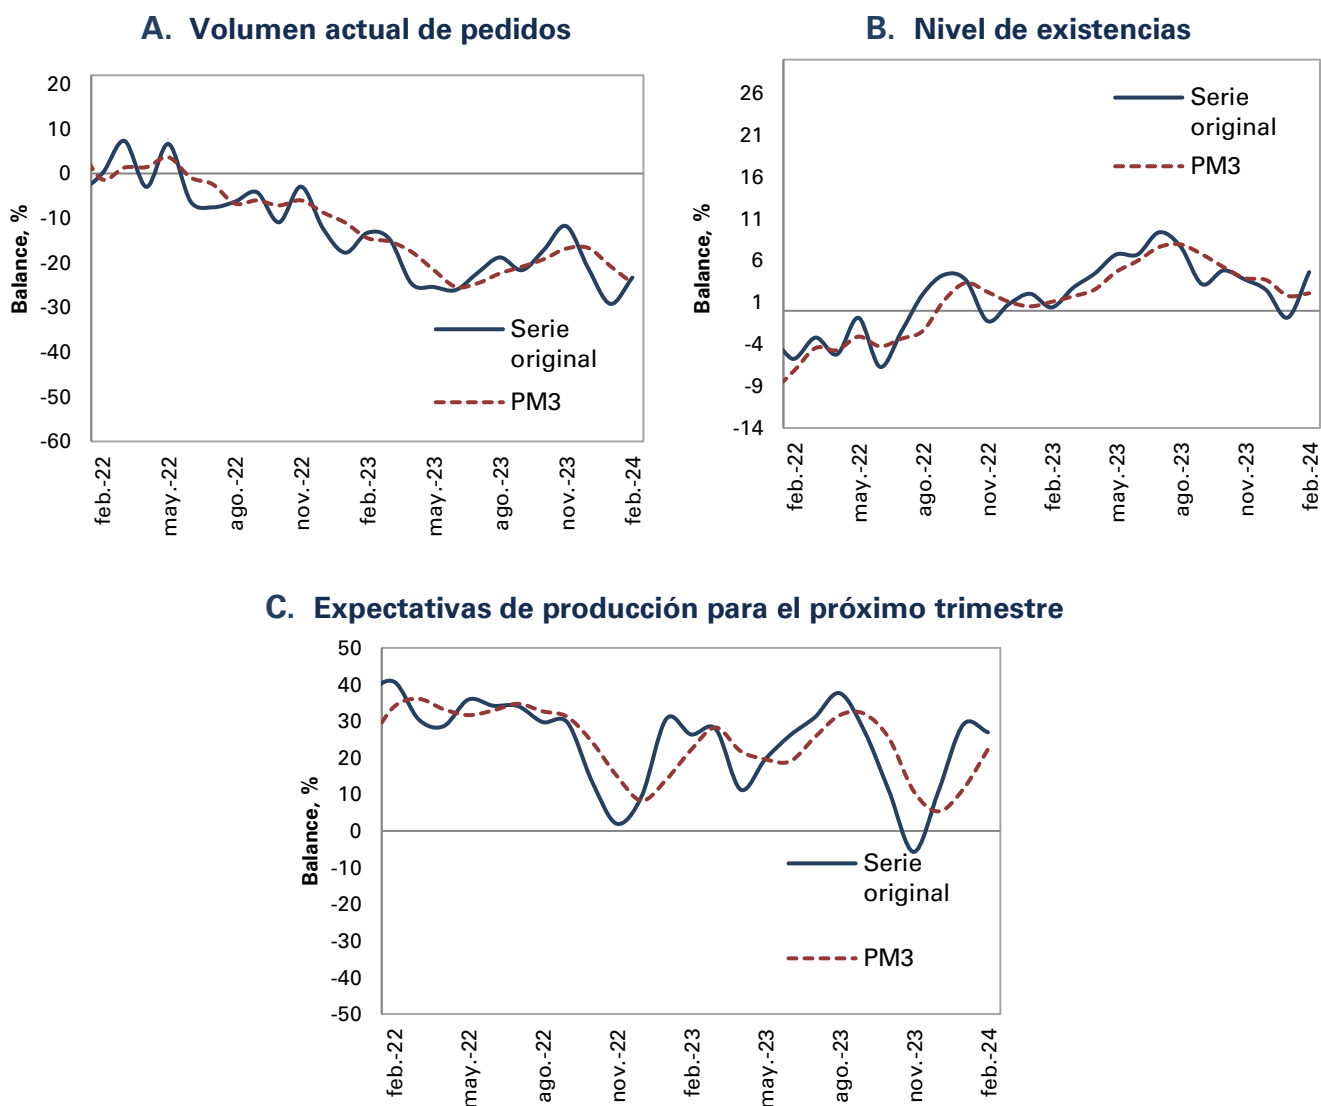 A. Volumen actual de pedidos
20
10
0
-10
-20
-30
-40
-50
-60
Balance, %
Serie
original
PM3
feb.-22
may.-22
ago.-22
nov.-22
feb.-23
may.-23
ago.-23
nov.-23
feb.-24
B. Nivel de existencias
26
21
16
11
6
1
-4
-9
-14
Balance, %
Serie
original
PM3
feb.-22
may.-22
ago.-22
nov.-22
feb.-23
may.-23
ago.-23
nov.-23
feb.-24
C. Expectativas de producción para el próximo trimestre
50
40
30
20
10
0
-10
-20
-30
-40
-50
Balance, %
Serie
original
PM3
feb.-22
may.-22
ago.-22
nov.-22
feb.-23
may.-23
ago.-23
nov.-23
feb.-24